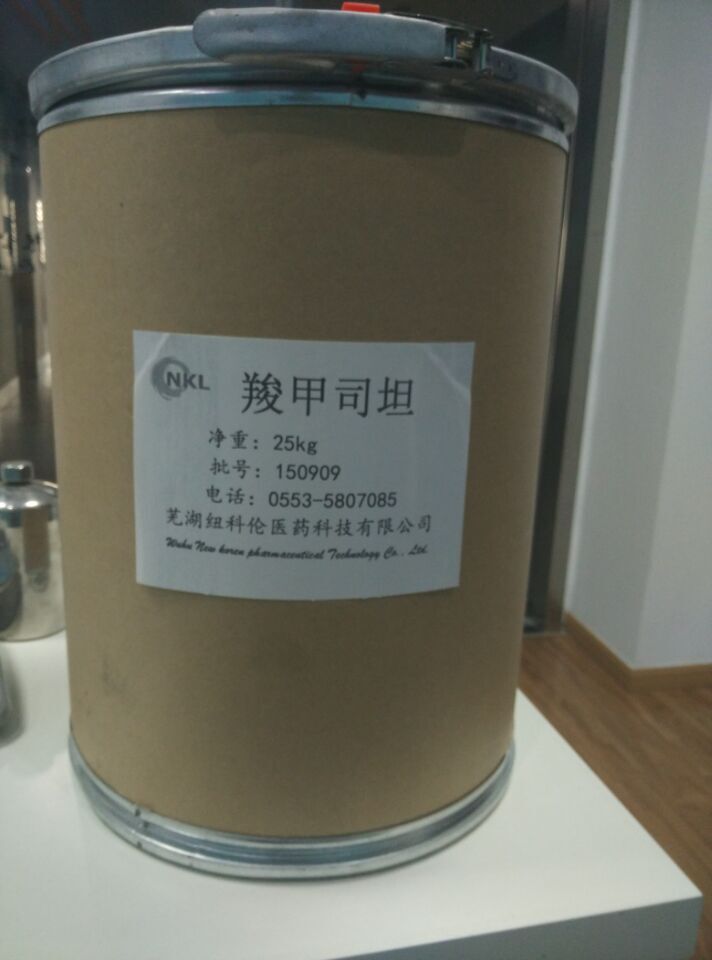 NKL 羧甲司坦
净重：25kg
批号：150909
电话：0553-5807085
芜湖纽科伦医药科技有限公司
Wuhu New koren pharmaceutical Technology Co., Ltd.